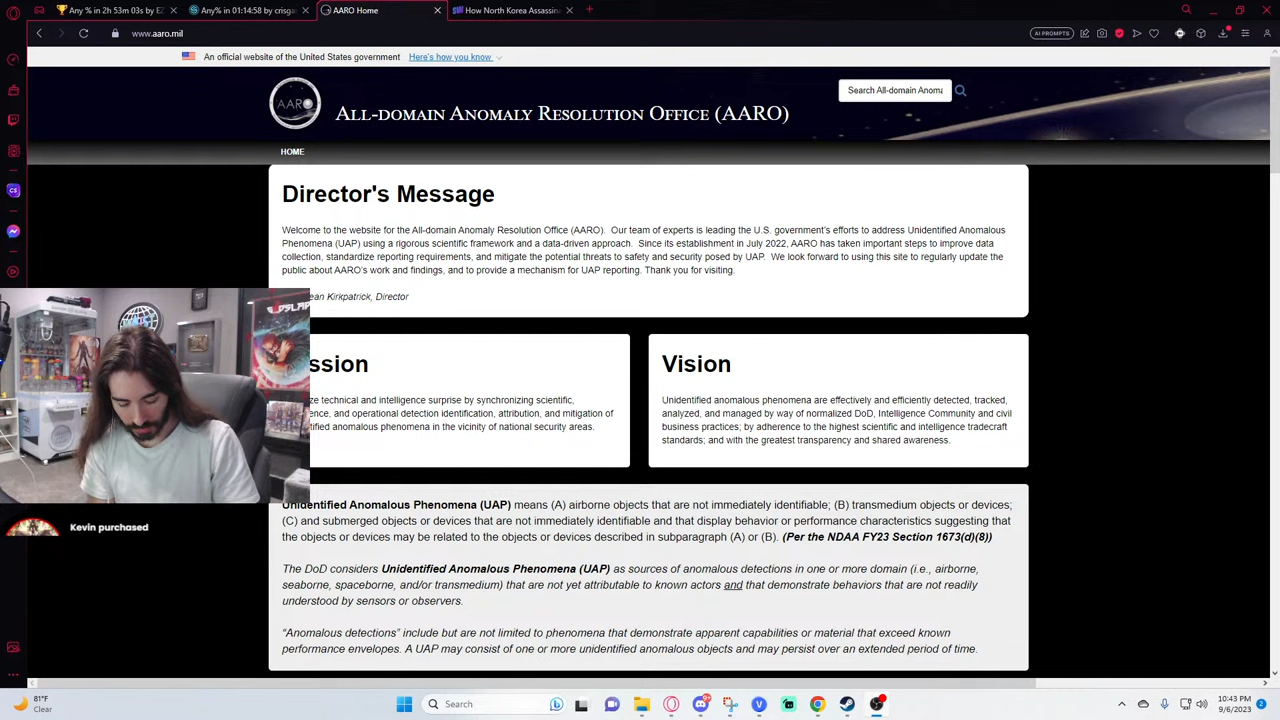 Any % in 2h 53m 03s by EZ
Any% in 01:14:58 by crisga
AARO Home
How North Korea Assassina
www.aaro.mil
AI PROMPTS
An official website of the United States government Here's how you know
AARO
ALL-DOMAIN ANOMALY RESOLUTION OFFICE (AARO)
Search All-domain Anoma
HOME
Director's Message
Welcome to the website for the All-domain Anomaly Resolution Office (AARO). Our team of experts is leading the U.S. government's efforts to address Unidentified Anomalous
Phenomena (UAP) using a rigorous scientific framework and a data-driven approach. Since its establishment in July 2022, AARO has taken important steps to improve data
collection, standardize reporting requirements, and mitigate the potential threats to safety and security posed by UAP. We look forward to using this site to regularly update the
public about AARO's work and findings, and to provide a mechanism for UAP reporting. Thank you for visiting.
ean Kirkpatrick, Director
ssion
ze technical and intelligence surprise by synchronizing scientific,
ence, and operational detection identification, attribution, and mitigation of
tified anomalous phenomena in the vicinity of national security areas.
Vision
Unidentified anomalous phenomena are effectively and efficiently detected, tracked,
analyzed, and managed by way of normalized DoD, Intelligence Community and civil
business practices; by adherence to the highest scientific and intelligence tradecraft
standards; and with the greatest transparency and shared awareness.
Unidentified Anomalous Phenomena (UAP) means (A) airborne objects that are not immediately identifiable; (B) transmedium objects or devices;
(C) and submerged objects or devices that are not immediately identifiable and that display behavior or performance characteristics suggesting that
the objects or devices may be related to the objects or devices described in subparagraph (A) or (B). (Per the NDAA FY23 Section 1673(d)(8))
The DoD considers Unidentified Anomalous Phenomena (UAP) as sources of anomalous detections in one or more domain (i.e., airborne,
seaborne, spaceborne, and/or transmedium) that are not yet attributable to known actors and that demonstrate behaviors that are not readily
understood by sensors or observers.
“Anomalous detections” include but are not limited to phenomena that demonstrate apparent capabilities or material that exceed known
performance envelopes. A UAP may consist of one or more unidentified anomalous objects and may persist over an extended period of time.
Kevin purchased
81°F
Clear
Search
9+
10:43 PM
9/6/2023
2